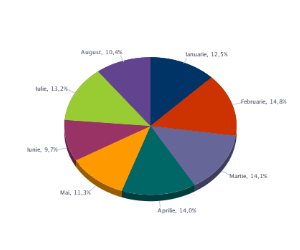 August, 10,4%
Ianuarie, 12,5%
Iulie, 13,2%
Februarie, 14,8%
Iunie, 9,7%
Martie, 14,1%
Mai, 11,3%
Aprilie, 14,0%